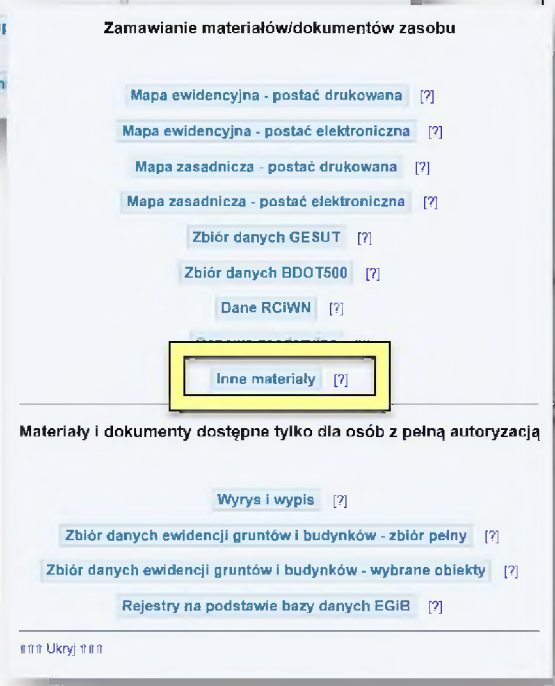 Zamawianie materiałów/dokumentów zasobu
Mapa ewidencyjna - postać drukowana [?]
Mapa ewidencyjna - postać elektroniczna [?]
Mapa zasadnicza - postać drukowana [?]
Mapa zasadnicza - postać elektroniczna [?]
Zbiór danych GESUT [?]
Zbiór danych BDOT500 [?]
Dane RCiWN [?]
Inne materiały [?]
Materiały i dokumenty dostępne tylko dla osób z pełną autoryzacją
Wyrys i wypis [?]
Zbiór danych ewidencji gruntów i budynków - zbiór pełny [?]
Zbiór danych ewidencji gruntów i budynków - wybrane obiekty [?]
Rejestry na podstawie bazy danych EGiB [?]
⇑⇑⇑ Ukryj ⇑⇑⇑